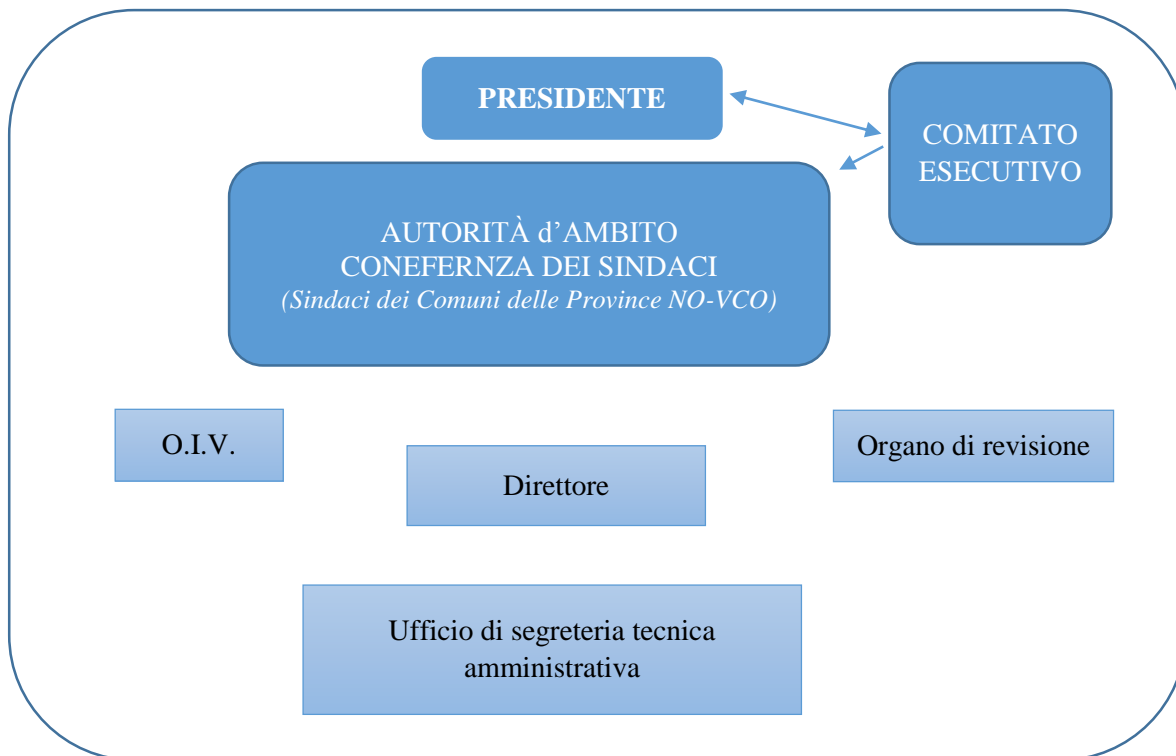 PRESIDENTE
COMITATO
ESECUTIVO
AUTORITÀ d’AMBITO
CONEFERNZA DEI SINDACI
(Sindaci dei Comuni delle Province NO-VCO)
O.I.V.
Organo di revisione
Direttore
Ufficio di segreteria tecnica
amministrativa